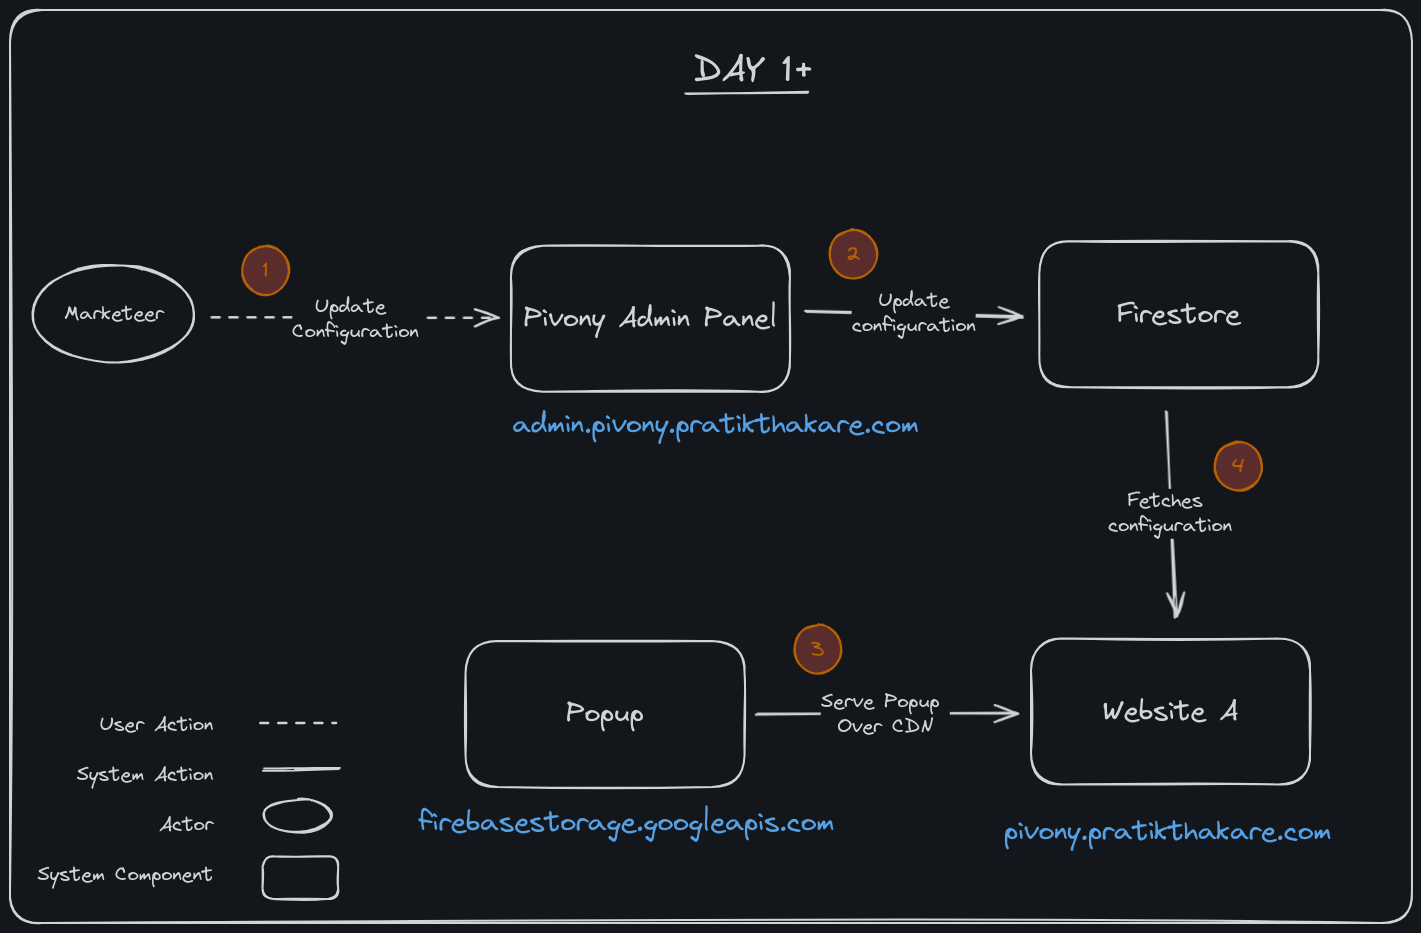 DAY 1+
1
2
Marketeer
Update
Configuration
Pivony Admin Panel
Update
configuration
Firestore
admin.pivony.pratikthakare.com
4
Fetches
configuration
3
Popup
Serve Popup
Over CDN
Website A
firebasestorage.googleapis.com
pivony.pratikthakare.com
User Action
System Action
Actor
System Component